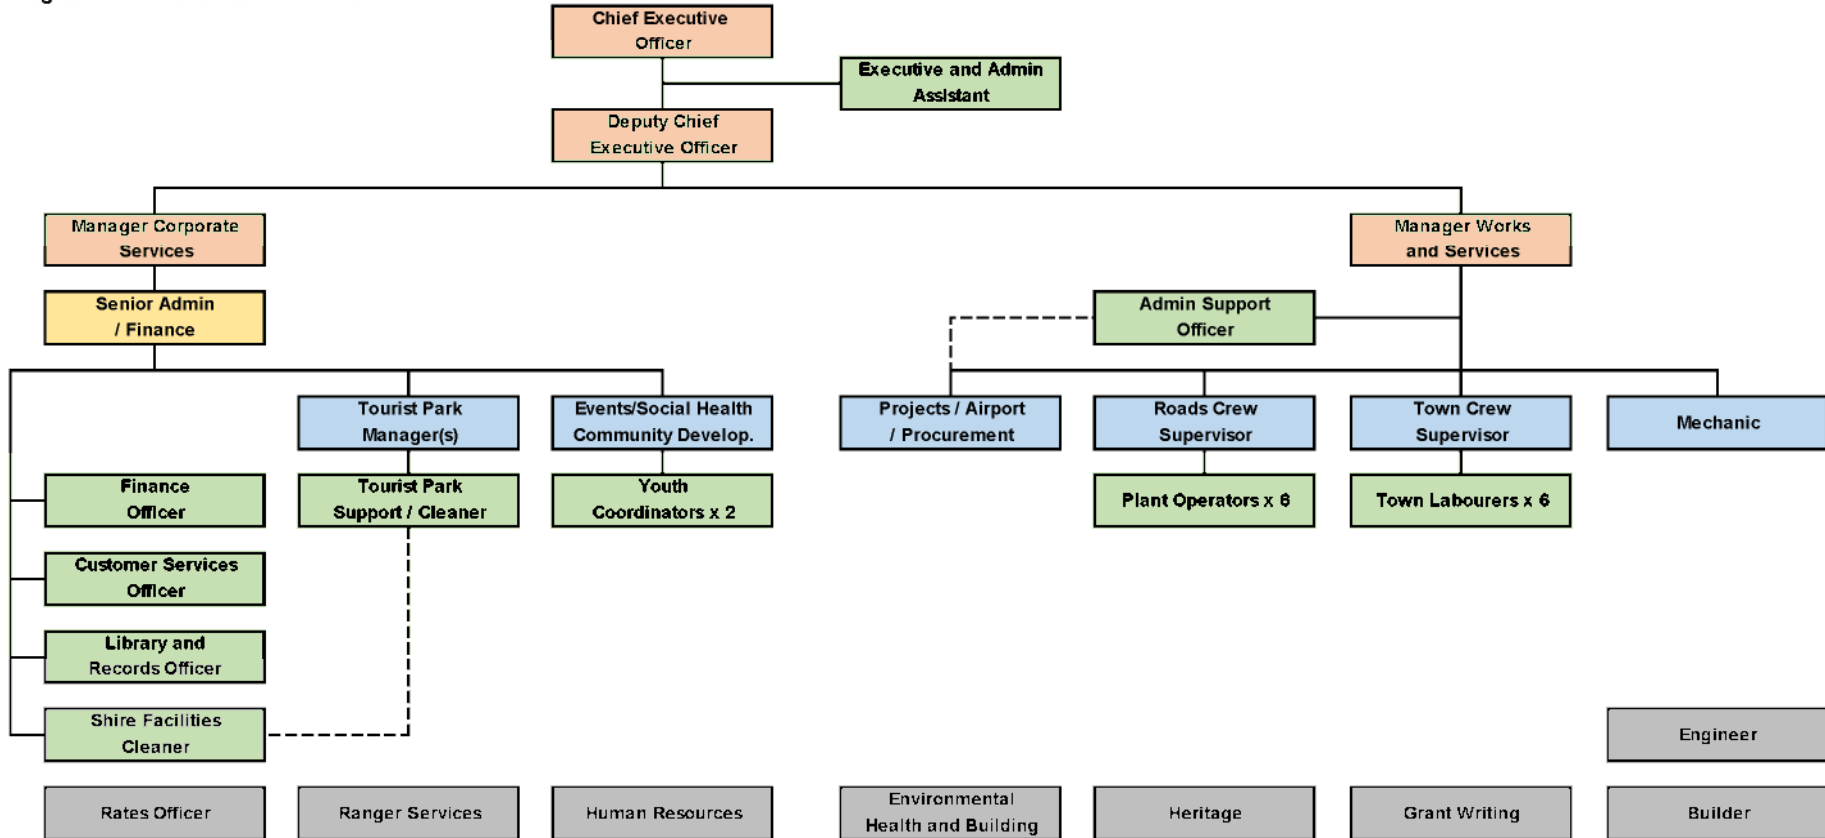 Chief Executive
Officer
Executive and Admin
Assistant
Deputy Chief
Executive Officer
Manager Corporate
Services
Manager Works
and Services
Senior Admin
/ Finance
Admin Support
Officer
Tourist Park
Manager(s)
Events/Social Health
Community Develop.
Projects / Airport
/ Procurement
Roads Crew
Supervisor
Town Crew
Supervisor
Mechanic
Finance
Officer
Tourist Park
Support / Cleaner
Youth
Coordinators x 2
Plant Operators x 6
Town Labourers x 6
Customer Services
Officer
Library and
Records Officer
Shire Facilities
Cleaner
Engineer
Rates Officer
Ranger Services
Human Resources
Environmental
Health and Building
Heritage
Grant Writing
Builder